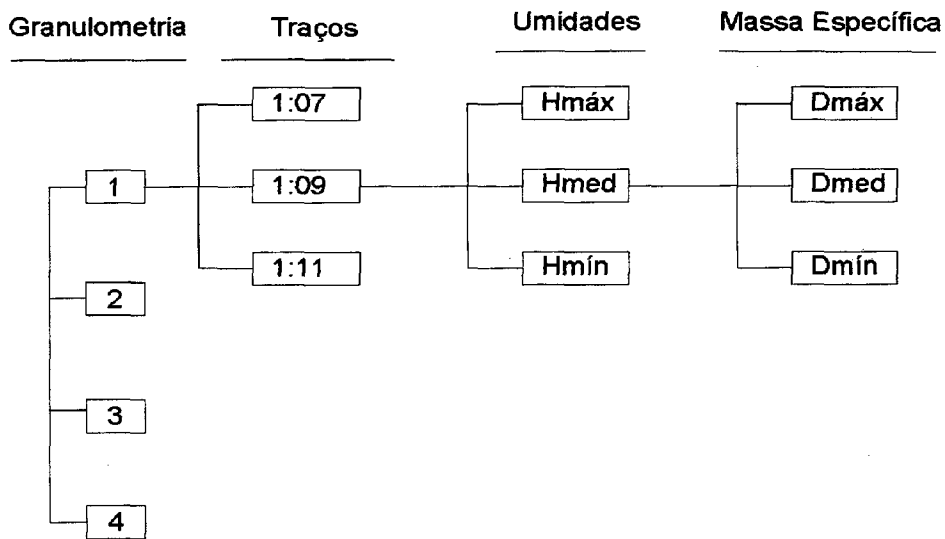 Granulometria
Traços
Umidades
Massa Específica
1:07
Hmáx
Dmáx
1
1:09
Hmed
Dmed
1:11
Hmín
Dmín
2
3
4